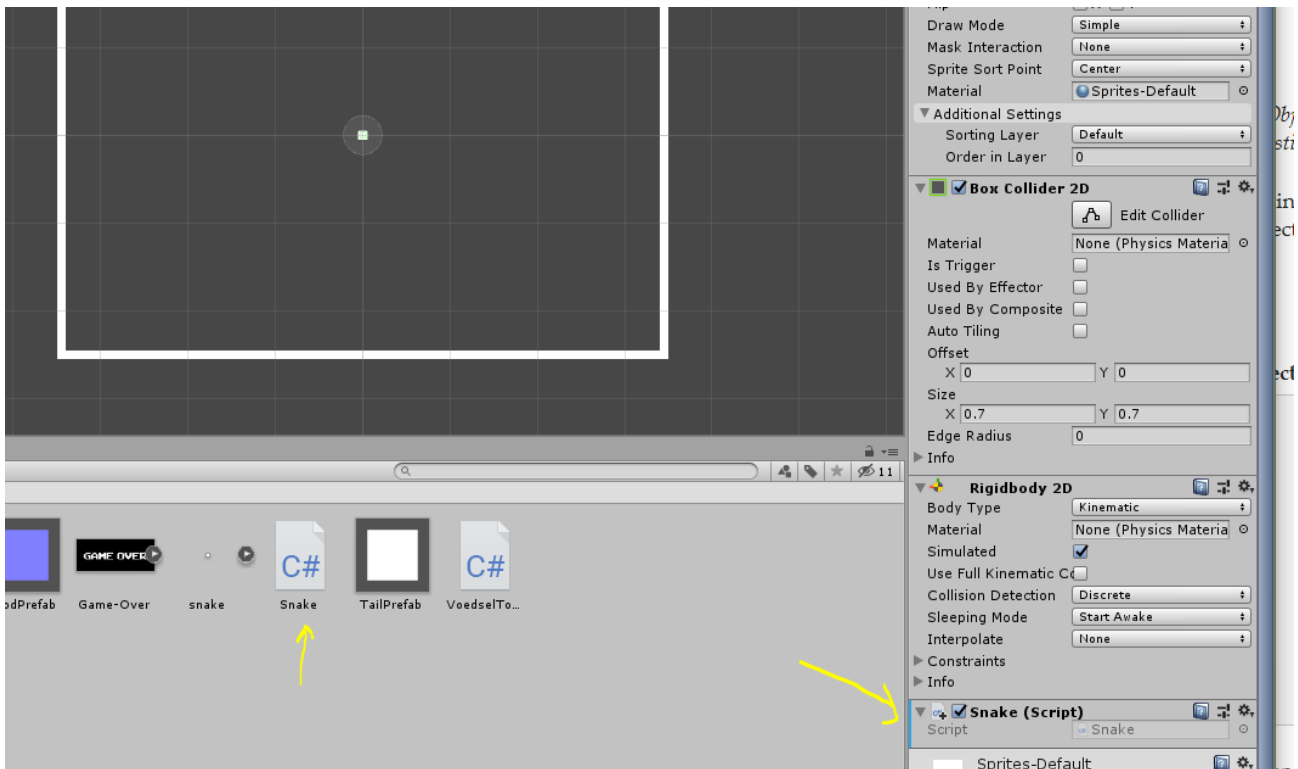 Draw Mode Simple
Mask Interaction None
Sprite Sort Point Center
Material Sprites-Default
Additional Settings
Sorting Layer Default
Order in Layer 0
Box Collider 2D
Edit Collider
Material None (Physics Materia
Is Trigger
Used By Effector
Used By Composite
Auto Tiling
Offset
X 0 Y 0
Size
X 0.7 Y 0.7
Edge Radius 0
Info
11
Rigidbody 2D
Body Type Kinematic
Material None (Physics Materia
Simulated
Use Full Kinematic Co
Collision Detection Discrete
Sleeping Mode Start Awake
Interpolate None
Constraints
Info
Snake (Script)
Script Snake
Sprites-Default
GAME OVER
C#
C#
odPrefab Game-Over snake Snake TailPrefab VoedselTo...